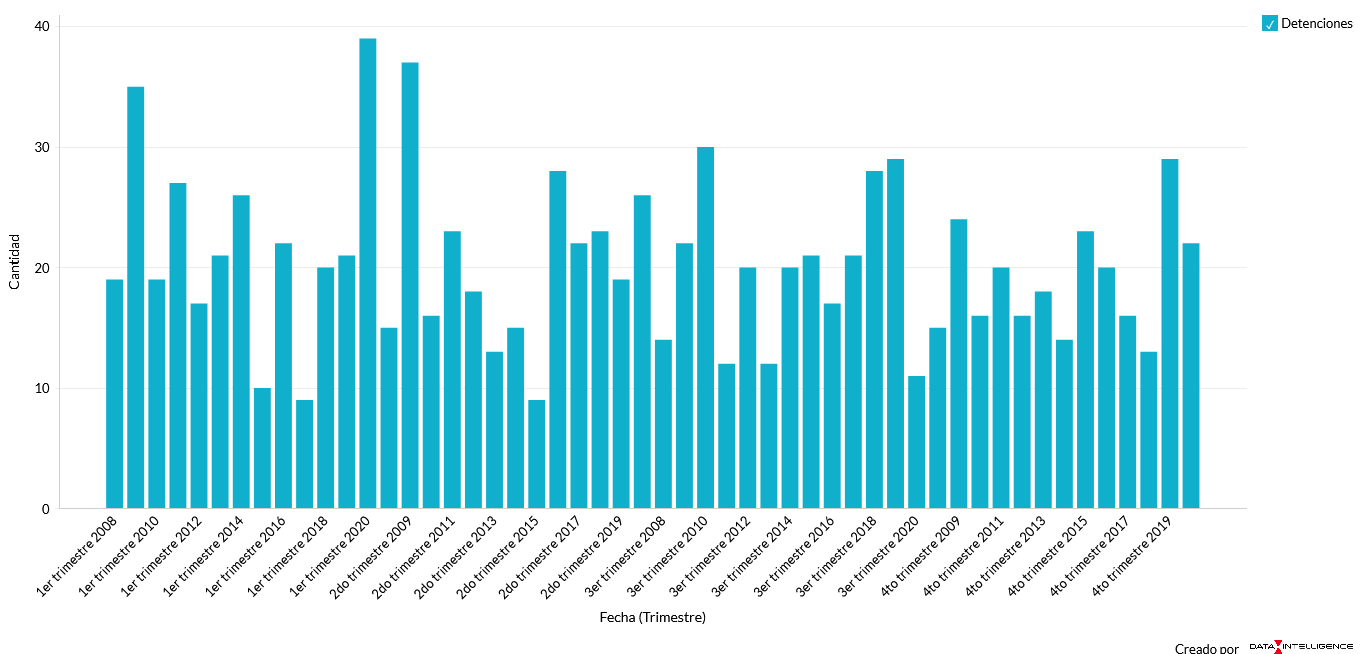 Detenciones
Cantidad
40
30
20
10
0
1er trimestre 2008
1er trimestre 2010
1er trimestre 2012
1er trimestre 2014
1er trimestre 2016
1er trimestre 2018
1er trimestre 2020
2do trimestre 2009
2do trimestre 2011
2do trimestre 2013
2do trimestre 2015
2do trimestre 2017
2do trimestre 2019
3er trimestre 2008
3er trimestre 2010
3er trimestre 2012
3er trimestre 2014
3er trimestre 2016
3er trimestre 2018
3er trimestre 2020
4to trimestre 2009
4to trimestre 2011
4to trimestre 2013
4to trimestre 2015
4to trimestre 2017
4to trimestre 2019
Fecha (Trimestre)
Creado por DATA INTELLIGENCE